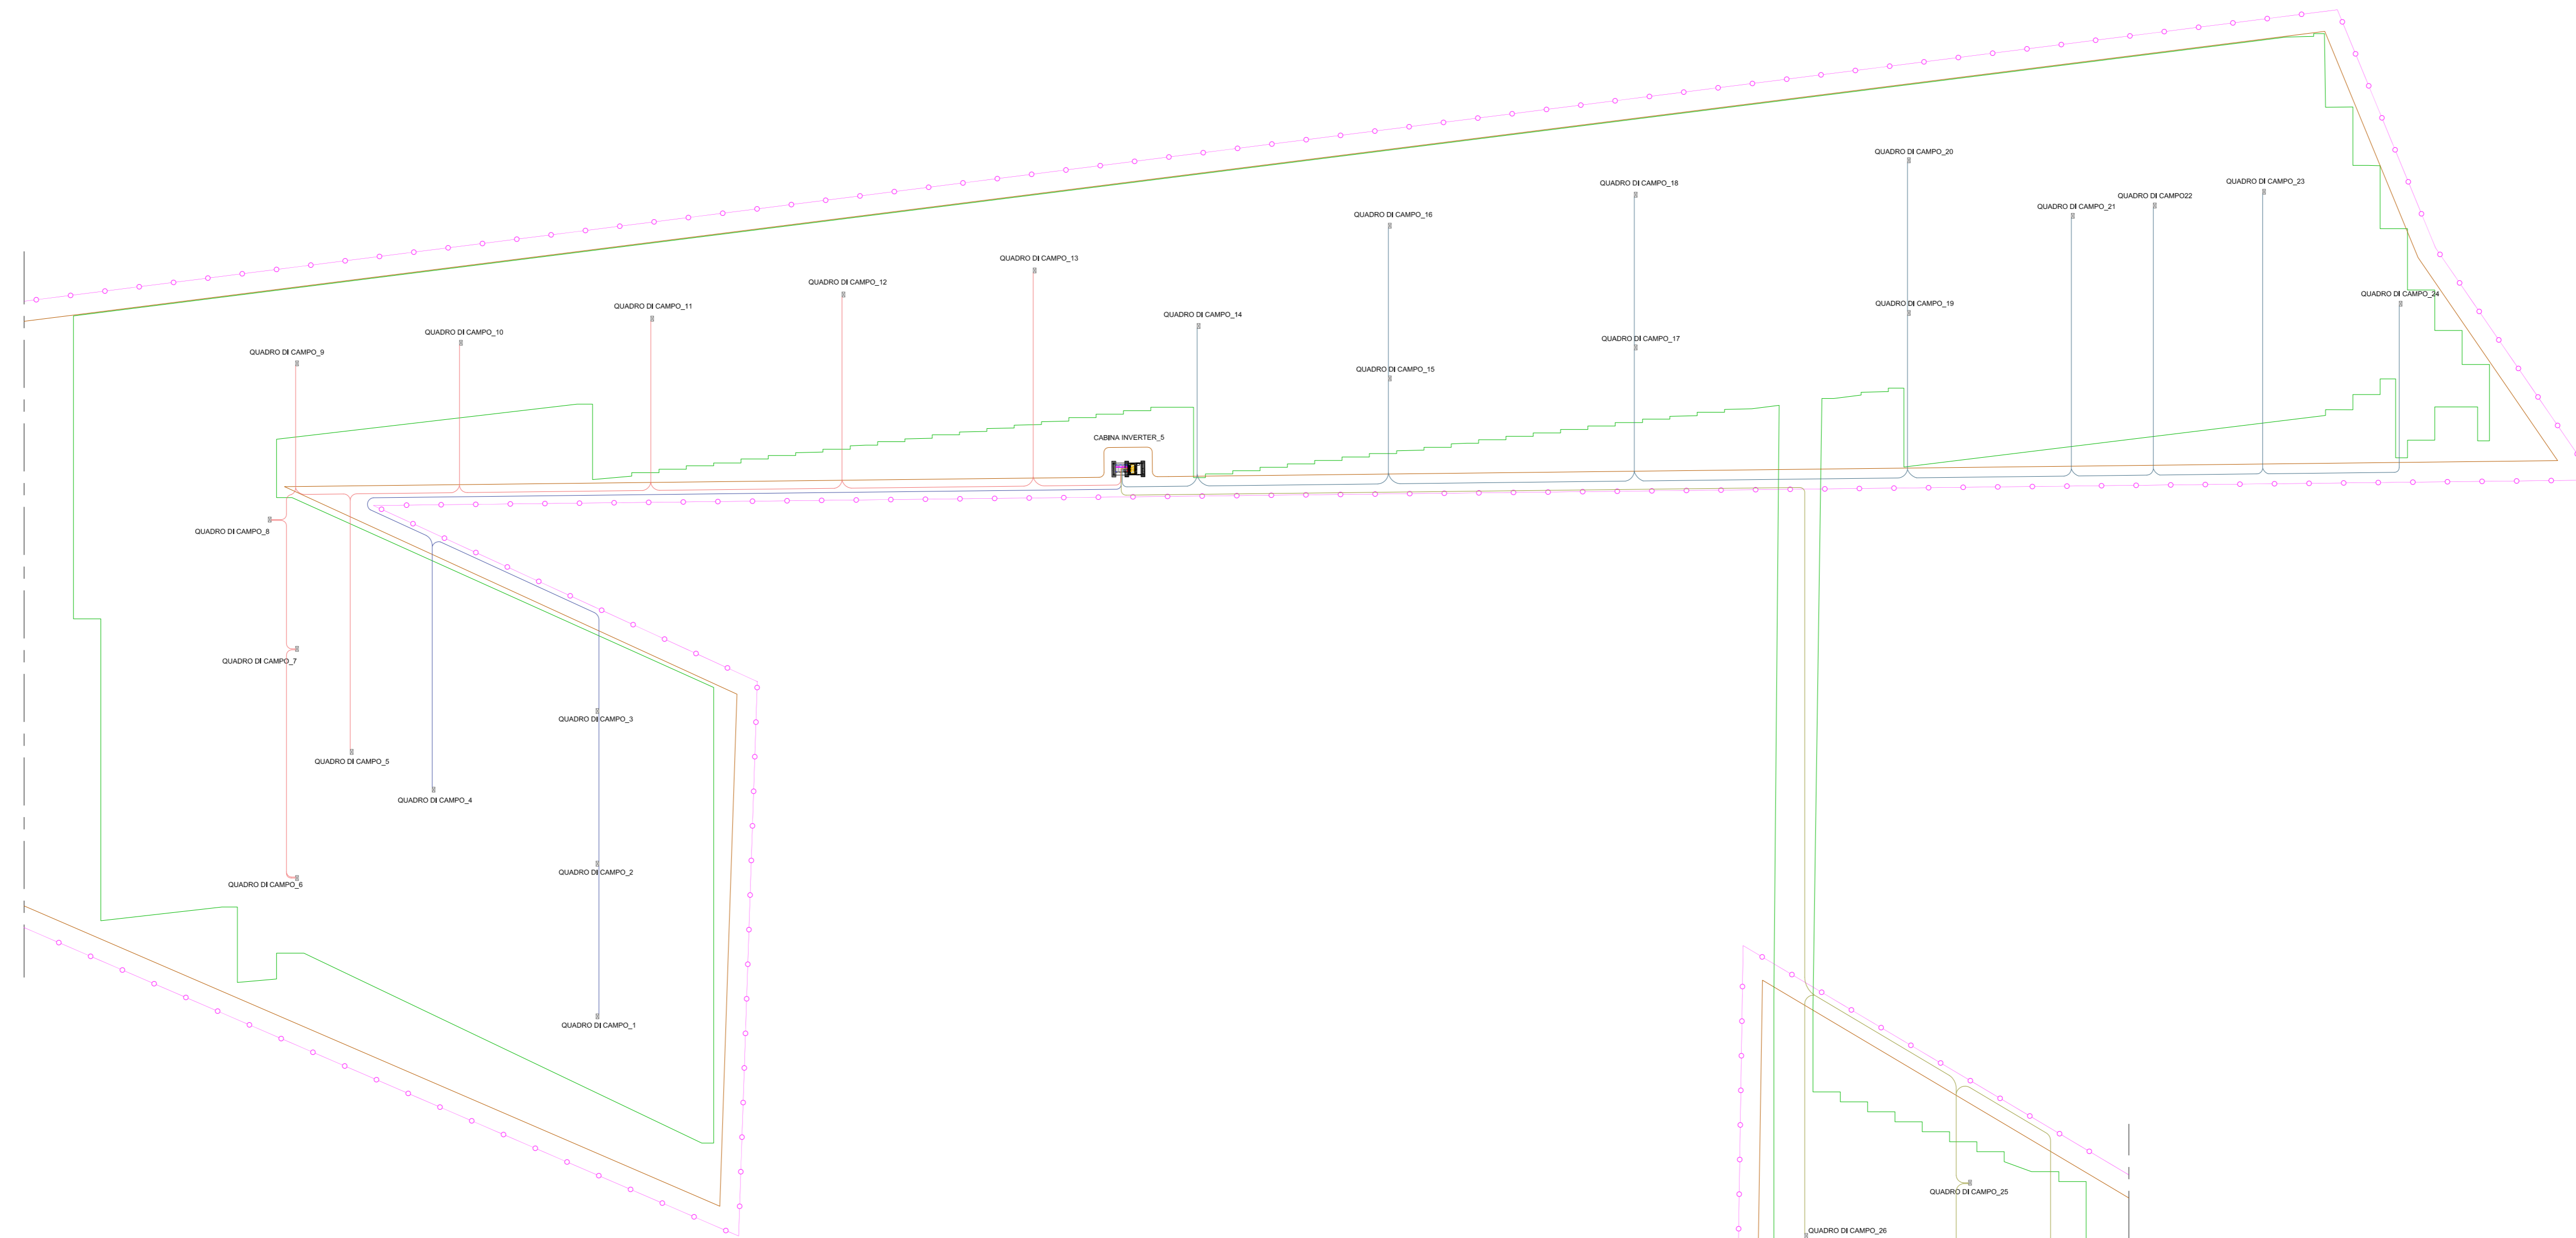 QUADRO DI CAMPO_20
QUADRO DI CAMPO_18
QUADRO DI CAMPO_23
QUADRO DI CAMPO22
QUADRO DI CAMPO_21
QUADRO DI CAMPO_16
QUADRO DI CAMPO_13
QUADRO DI CAMPO_12
QUADRO DI CAMPO_24
QUADRO DI CAMPO_19
QUADRO DI CAMPO_11
QUADRO DI CAMPO_14
QUADRO DI CAMPO_10
QUADRO DI CAMPO_17
QUADRO DI CAMPO_9
QUADRO DI CAMPO_15
CABINA INVERTER_5
QUADRO DI CAMPO_8
QUADRO DI CAMPO_7
QUADRO DI CAMPO_3
QUADRO DI CAMPO_5
QUADRO DI CAMPO_4
QUADRO DI CAMPO_2
QUADRO DI CAMPO_6
QUADRO DI CAMPO_1
QUADRO DI CAMPO_25
QUADRO DI CAMPO_26